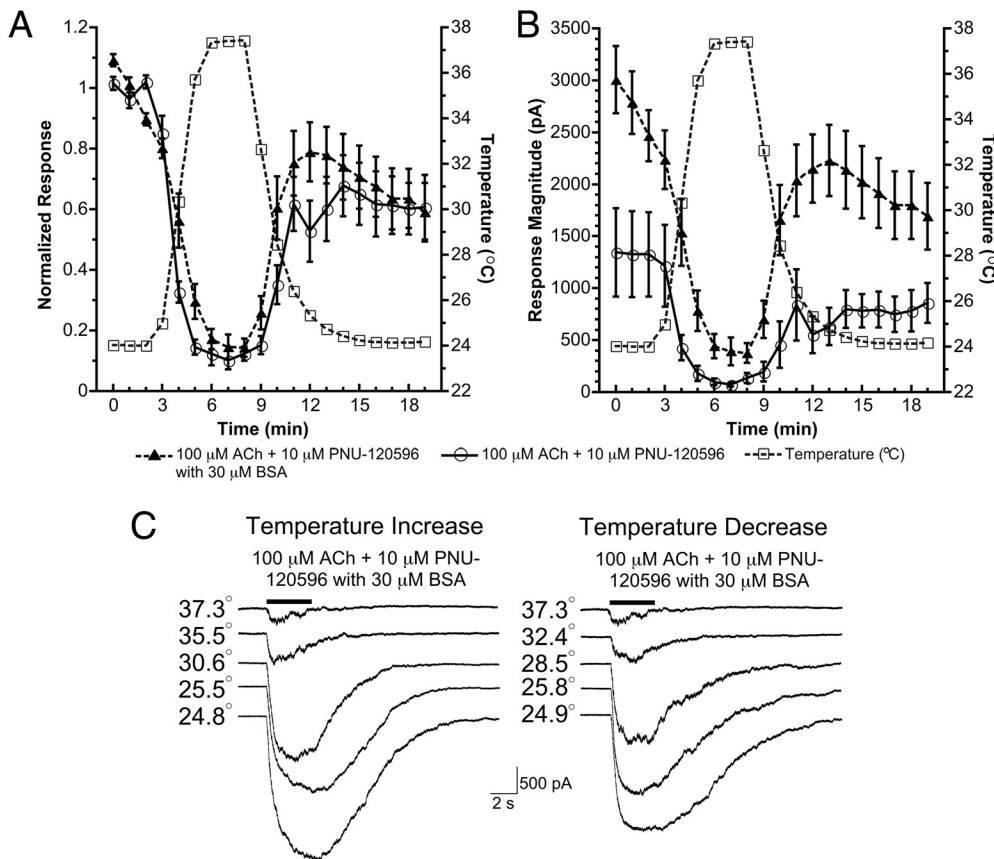 A
Normalized Response
1.2
1
0.8
0.6
0.4
0.2
0
38
36
34
32
30
28
26
24
22
Temperature (°C)
0 3 6 9 12 15 18
Time (min)
B
Response Magnitude (pA)
3500
3000
2500
2000
1500
1000
500
0
38
36
34
32
30
28
26
24
22
Temperature (°C)
0 3 6 9 12 15 18
Time (min)
100 μM ACh + 10 μM PNU-120596
with 30 μM BSA
100 μM ACh + 10 μM PNU-120596
Temperature (ºC)
C
Temperature Increase
100 μM ACh + 10 μM PNU-
120596 with 30 μM BSA
37.3°
35.5°
30.6°
25.5°
24.8°
Temperature Decrease
100 μM ACh + 10 μM PNU-
120596 with 30 μM BSA
37.3°
32.4°
28.5°
25.8°
24.9°
500 pA
2 s